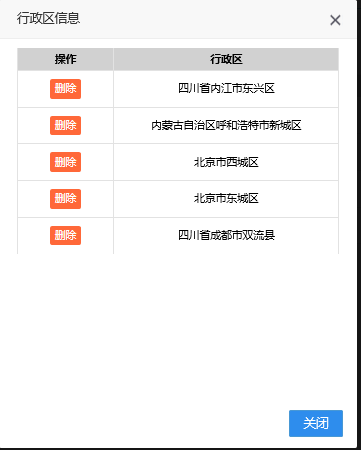 行政区信息
操作 行政区
删除 四川省内江市东兴区
删除 内蒙古自治区呼和浩特市新城区
删除 北京市西城区
删除 北京市东城区
删除 四川省成都市双流县
关闭